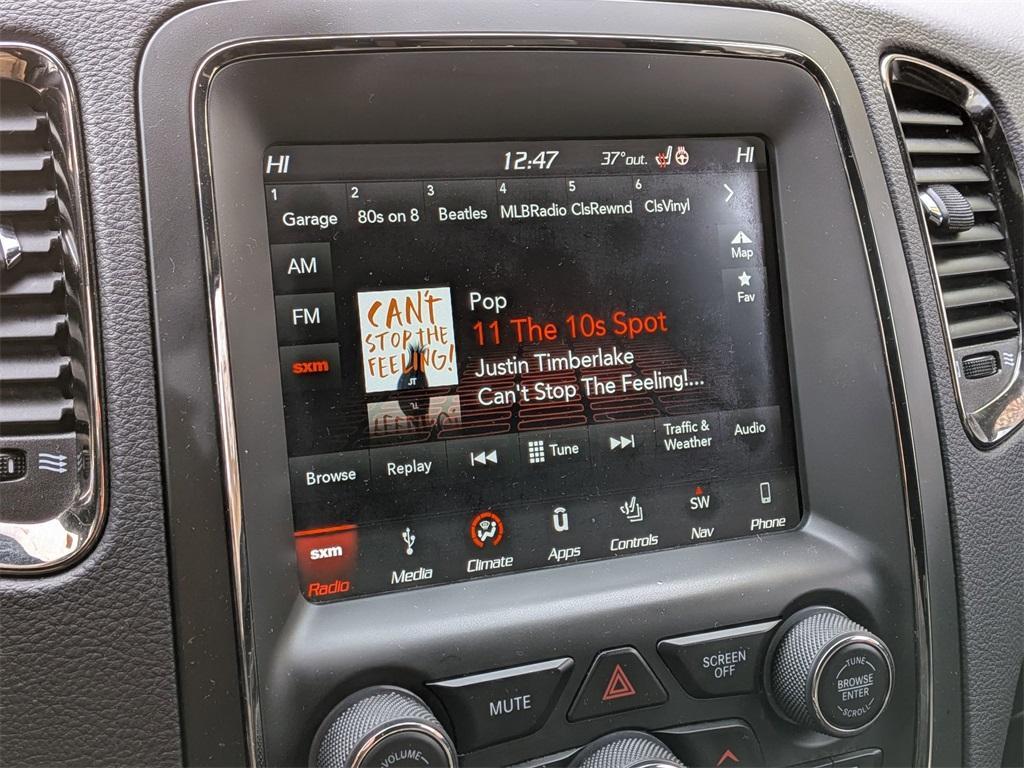 HI 12:47 37°out. HI
1 2 3 4 5 6
Garage 80s on 8 Beatles MLBRadio ClsRewnd ClsVinyl
Map
AM
Fav
FM
sxm
CAN'T
STOP THE
FEELING!
JT
Pop
11 The 10s Spot
Justin Timberlake
Can't Stop The Feeling!...
Browse Replay Tune Traffic & Audio
Weather
sxm SW
Radio Media Climate Apps Controls Nav Phone
MUTE
SCREEN
OFF
TUNE
BROWSE
ENTER
SCROLL
VOLUME